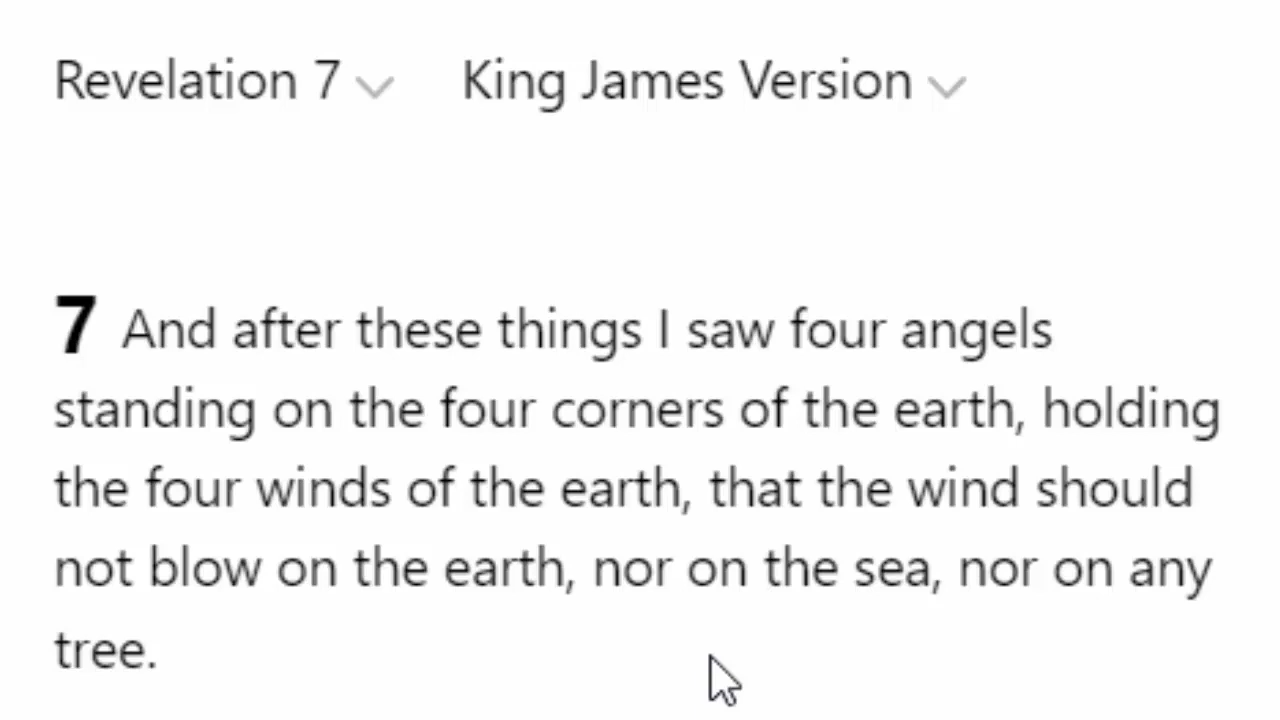 Revelation 7 King James Version
7 And after these things I saw four angels
standing on the four corners of the earth, holding
the four winds of the earth, that the wind should
not blow on the earth, nor on the sea, nor on any
tree.